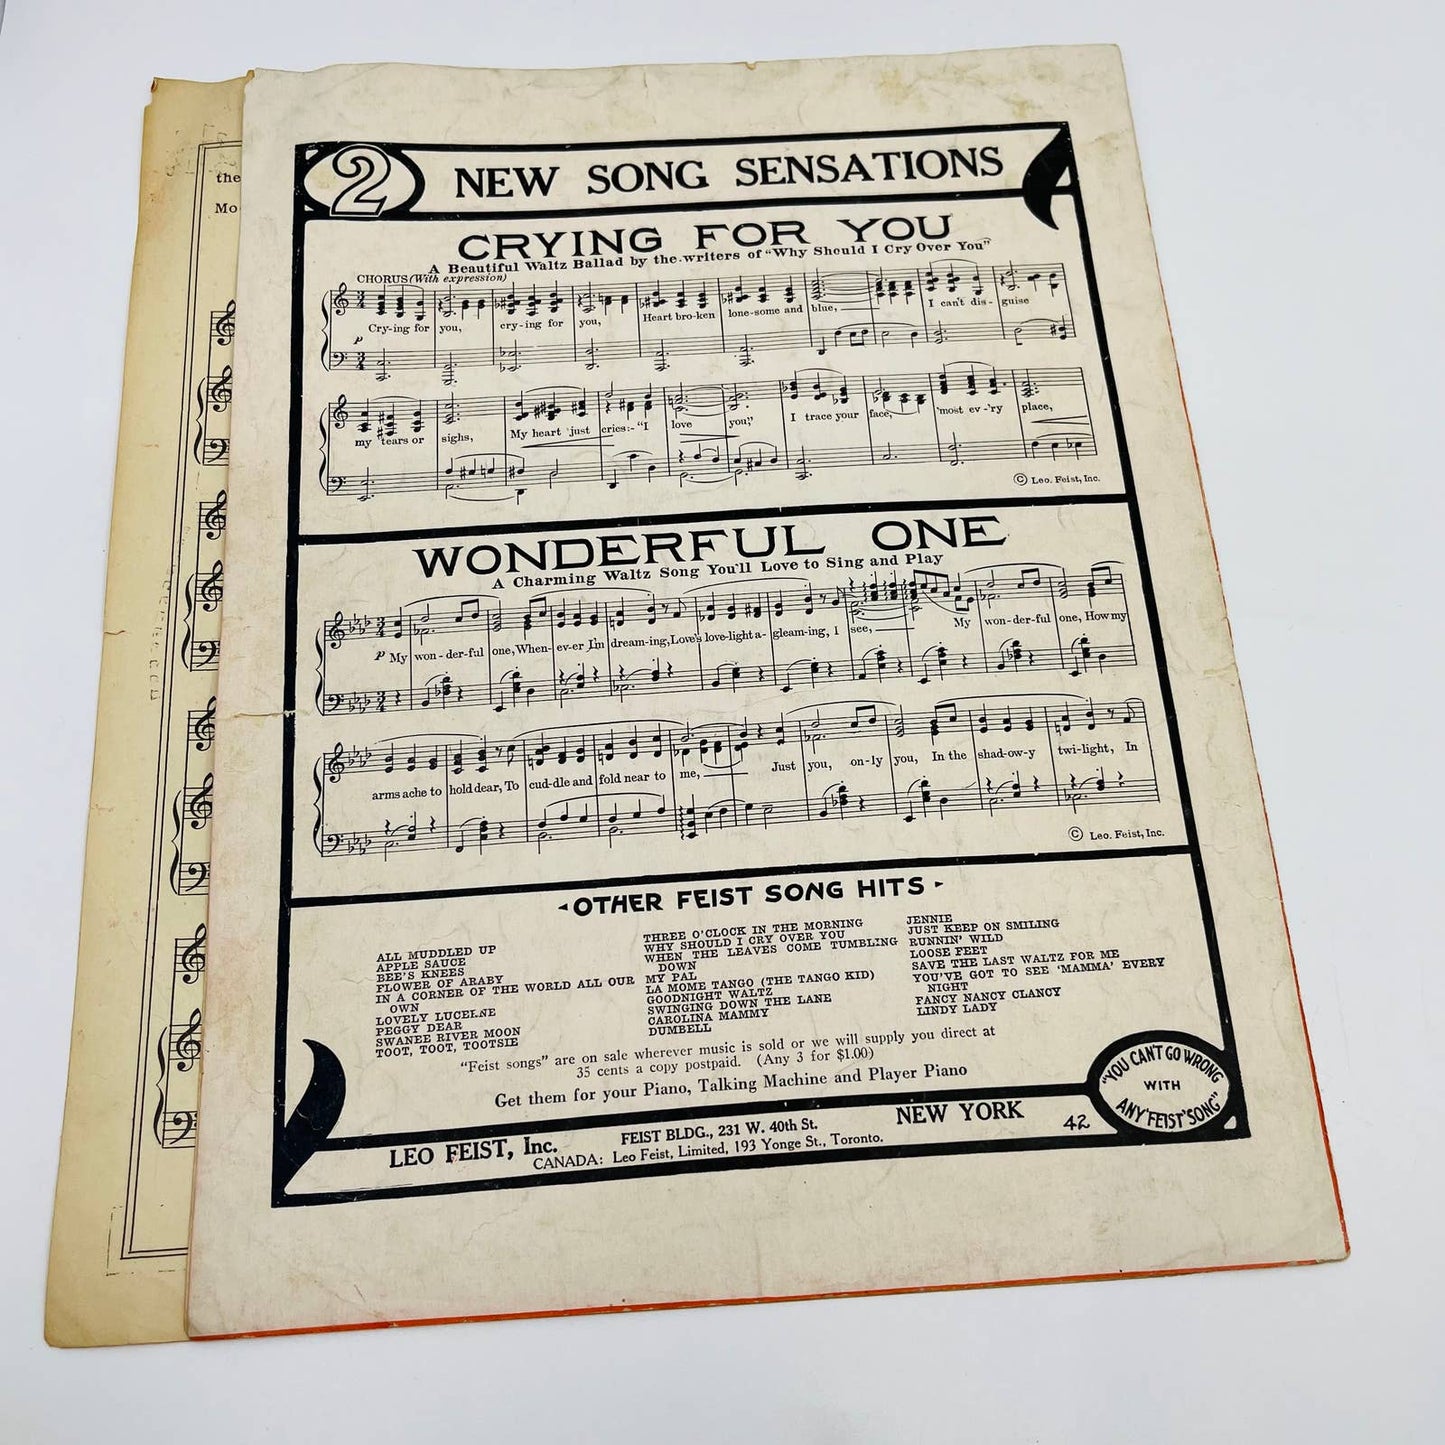 the
Mo
2 NEW SONG SENSATIONS
CRYING FOR YOU
A Beautiful Waltz Ballad by the writers of "Why Should I Cry Over You"
CHORUS (With expression)
Cry-ing for you, cry-ing for you, Heart bro-ken lone-some and blue, I can't dis-guise
p
my tears or sighs, My heart just cries:- "I love you," I trace your face, 'most ev-'ry place,
© Leo. Feist, Inc.
WONDERFUL ONE
A Charming Waltz Song You'll Love to Sing and Play
p My won-der-ful one, When-ev-er I'm dream-ing, Love's love-light a-gleam-ing, I see, My won-der-ful one, How my
arms ache to hold dear, To cud-dle and fold near to me, Just you, on-ly you, In the shad-ow-y twi-light, In
© Leo. Feist, Inc.
OTHER FEIST SONG HITS
ALL MUDDLED UP
APPLE SAUCE
BEE'S KNEES
FLOWER OF ARABY
IN A CORNER OF THE WORLD ALL OUR
OWN
LOVELY LUCERNE
PEGGY DEAR
SWANEE RIVER MOON
TOOT, TOOT, TOOTSIE
THREE O'CLOCK IN THE MORNING
WHY SHOULD I CRY OVER YOU
WHEN THE LEAVES COME TUMBLING
DOWN
MY PAL
LA MOME TANGO (THE TANGO KID)
GOODNIGHT WALTZ
SWINGING DOWN THE LANE
CAROLINA MAMMY
DUMBELL
JENNIE
JUST KEEP ON SMILING
RUNNIN' WILD
LOOSE FEET
SAVE THE LAST WALTZ FOR ME
YOU'VE GOT TO SEE 'MAMMA' EVERY
NIGHT
FANCY NANCY CLANCY
LINDY LADY
"Feist songs" are on sale wherever music is sold or we will supply you direct at
35 cents a copy postpaid. (Any 3 for $1.00)
Get them for your Piano, Talking Machine and Player Piano
LEO FEIST, Inc. FEIST BLDG., 231 W. 40th St. NEW YORK
CANADA: Leo Feist, Limited, 193 Yonge St., Toronto.
42
"YOU CAN'T GO WRONG
WITH
ANY 'FEIST' SONG"